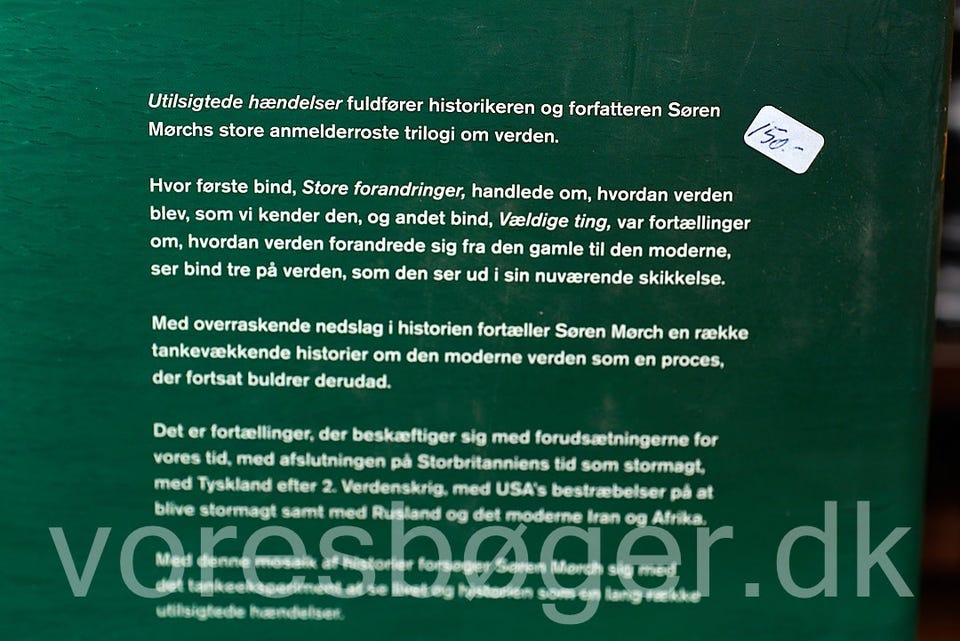 Utilsigtede hændelser fuldfører historikeren og forfatteren Søren
Mørchs store anmelderroste trilogi om verden.
150.-
Hvor første bind, Store forandringer, handlede om, hvordan verden
blev, som vi kender den, og andet bind, Vældige ting, var fortællinger
om, hvordan verden forandrede sig fra den gamle til den moderne,
ser bind tre på verden, som den ser ud i sin nuværende skikkelse.
Med overraskende nedslag i historien fortæller Søren Mørch en række
tankevækkende historier om den moderne verden som en proces,
der fortsat buldrer derudad.
Det er fortællinger, der beskæftiger sig med forudsætningerne for
vores tid, med afslutningen på Storbritanniens tid som stormagt,
med Tyskland efter 2. Verdenskrig, med USA's bestræbelser på at
blive stormagt samt med Rusland og det moderne Iran og Afrika.
voresbøger.dk
Med denne mosaik af historier forsøger Søren Mørch sig med
det tankeeksperiment at se livet og historien som en lang række
utilsigtede hændelser.